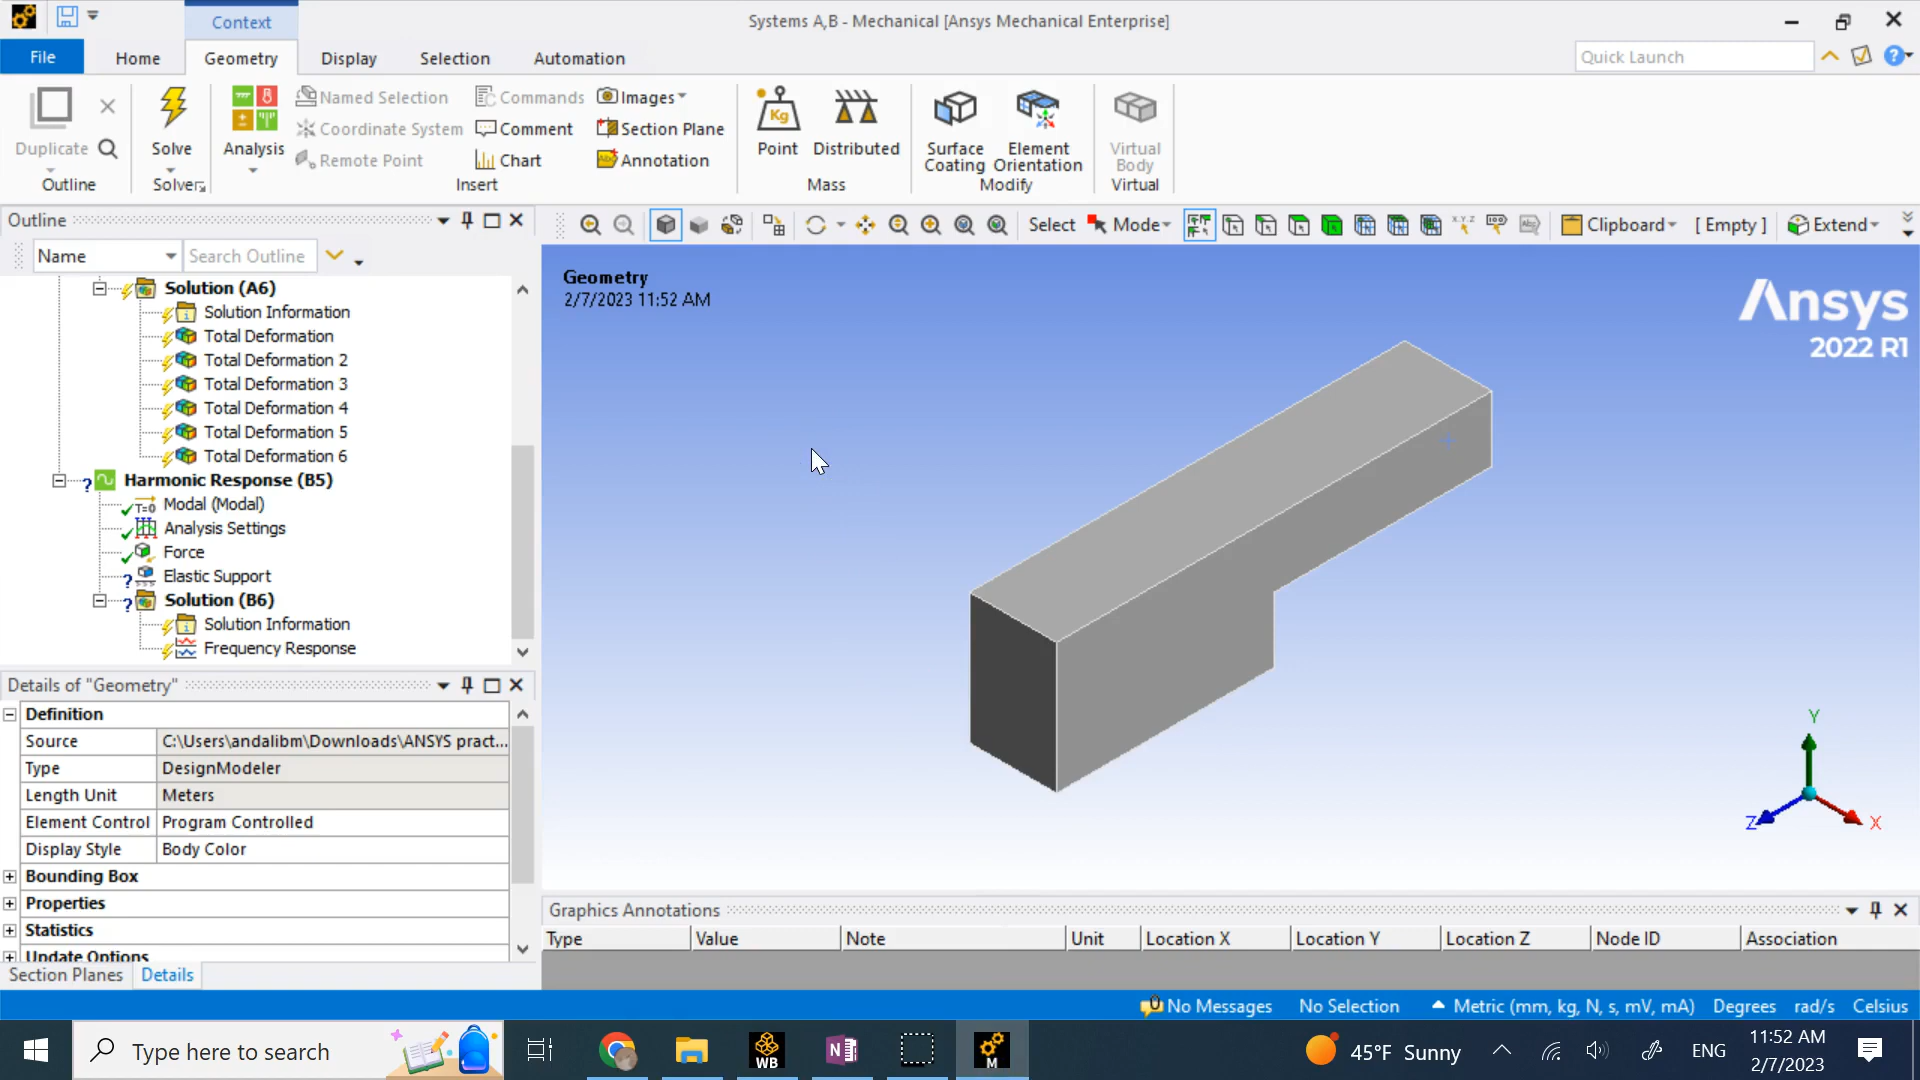 Context
Systems A,B - Mechanical [Ansys Mechanical Enterprise]
File
Home
Geometry
Display
Selection
Automation
Quick Launch
Duplicate
Outline
Solve
Solver
Analysis
Named Selection
Coordinate System
Remote Point
Commands
Comment
Chart
Images
Section Plane
Annotation
Insert
Kg
Point
Distributed
Mass
Surface
Coating
Element
Orientation
Modify
Virtual
Body
Virtual
Outline
Name
Search Outline
Select
Mode
Clipboard
[ Empty ]
Extend
Solution (A6)
Solution Information
Total Deformation
Total Deformation 2
Total Deformation 3
Total Deformation 4
Total Deformation 5
Total Deformation 6
Harmonic Response (B5)
Modal (Modal)
Analysis Settings
Force
Elastic Support
Solution (B6)
Solution Information
Frequency Response
Geometry
2/7/2023 11:52 AM
Ansys
2022 R1
Y
Z
X
Details of "Geometry"
Definition
Source C:\Users\andalibm\Downloads\ANSYS pract...
Type DesignModeler
Length Unit Meters
Element Control Program Controlled
Display Style Body Color
Bounding Box
Properties
Statistics
Update Options
Section Planes
Details
Graphics Annotations
Type Value Note Unit Location X Location Y Location Z Node ID Association
No Messages
No Selection
Metric (mm, kg, N, s, mV, mA)
Degrees
rad/s
Celsius
Type here to search
WB
N
M
45°F Sunny
ENG
11:52 AM
2/7/2023